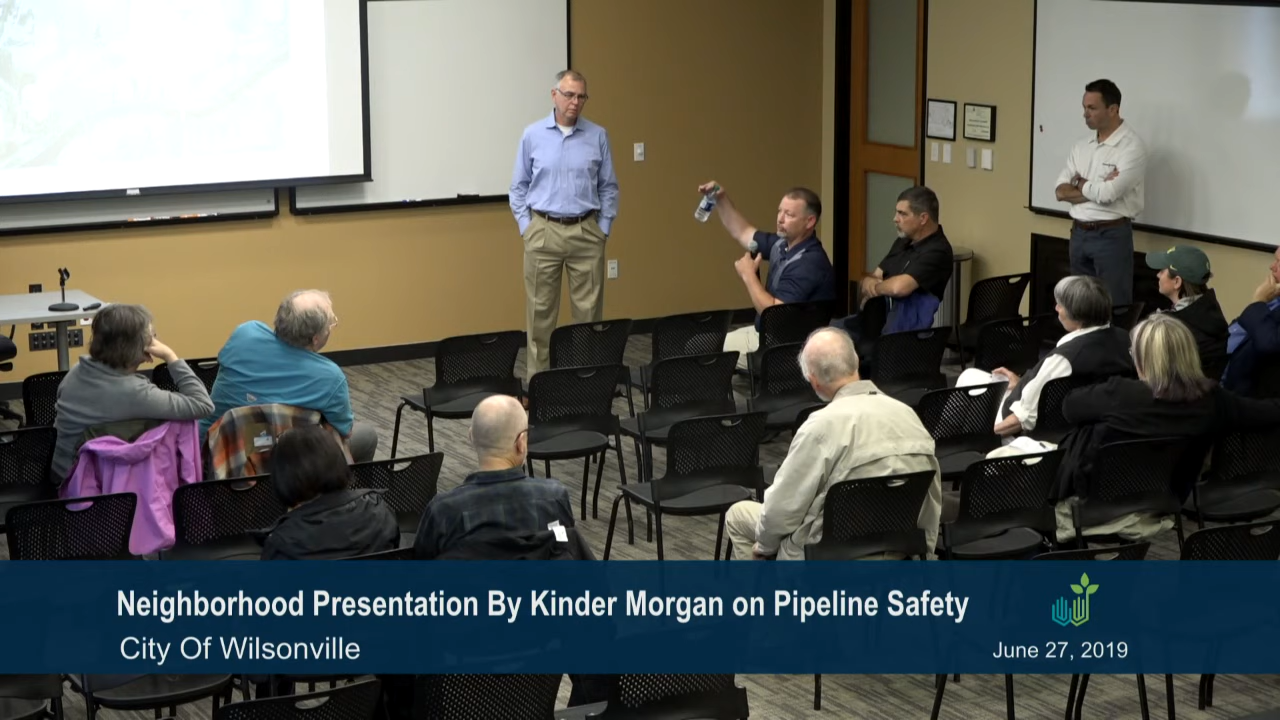 Neighborhood Presentation By Kinder Morgan on Pipeline Safety
City Of Wilsonville
June 27, 2019